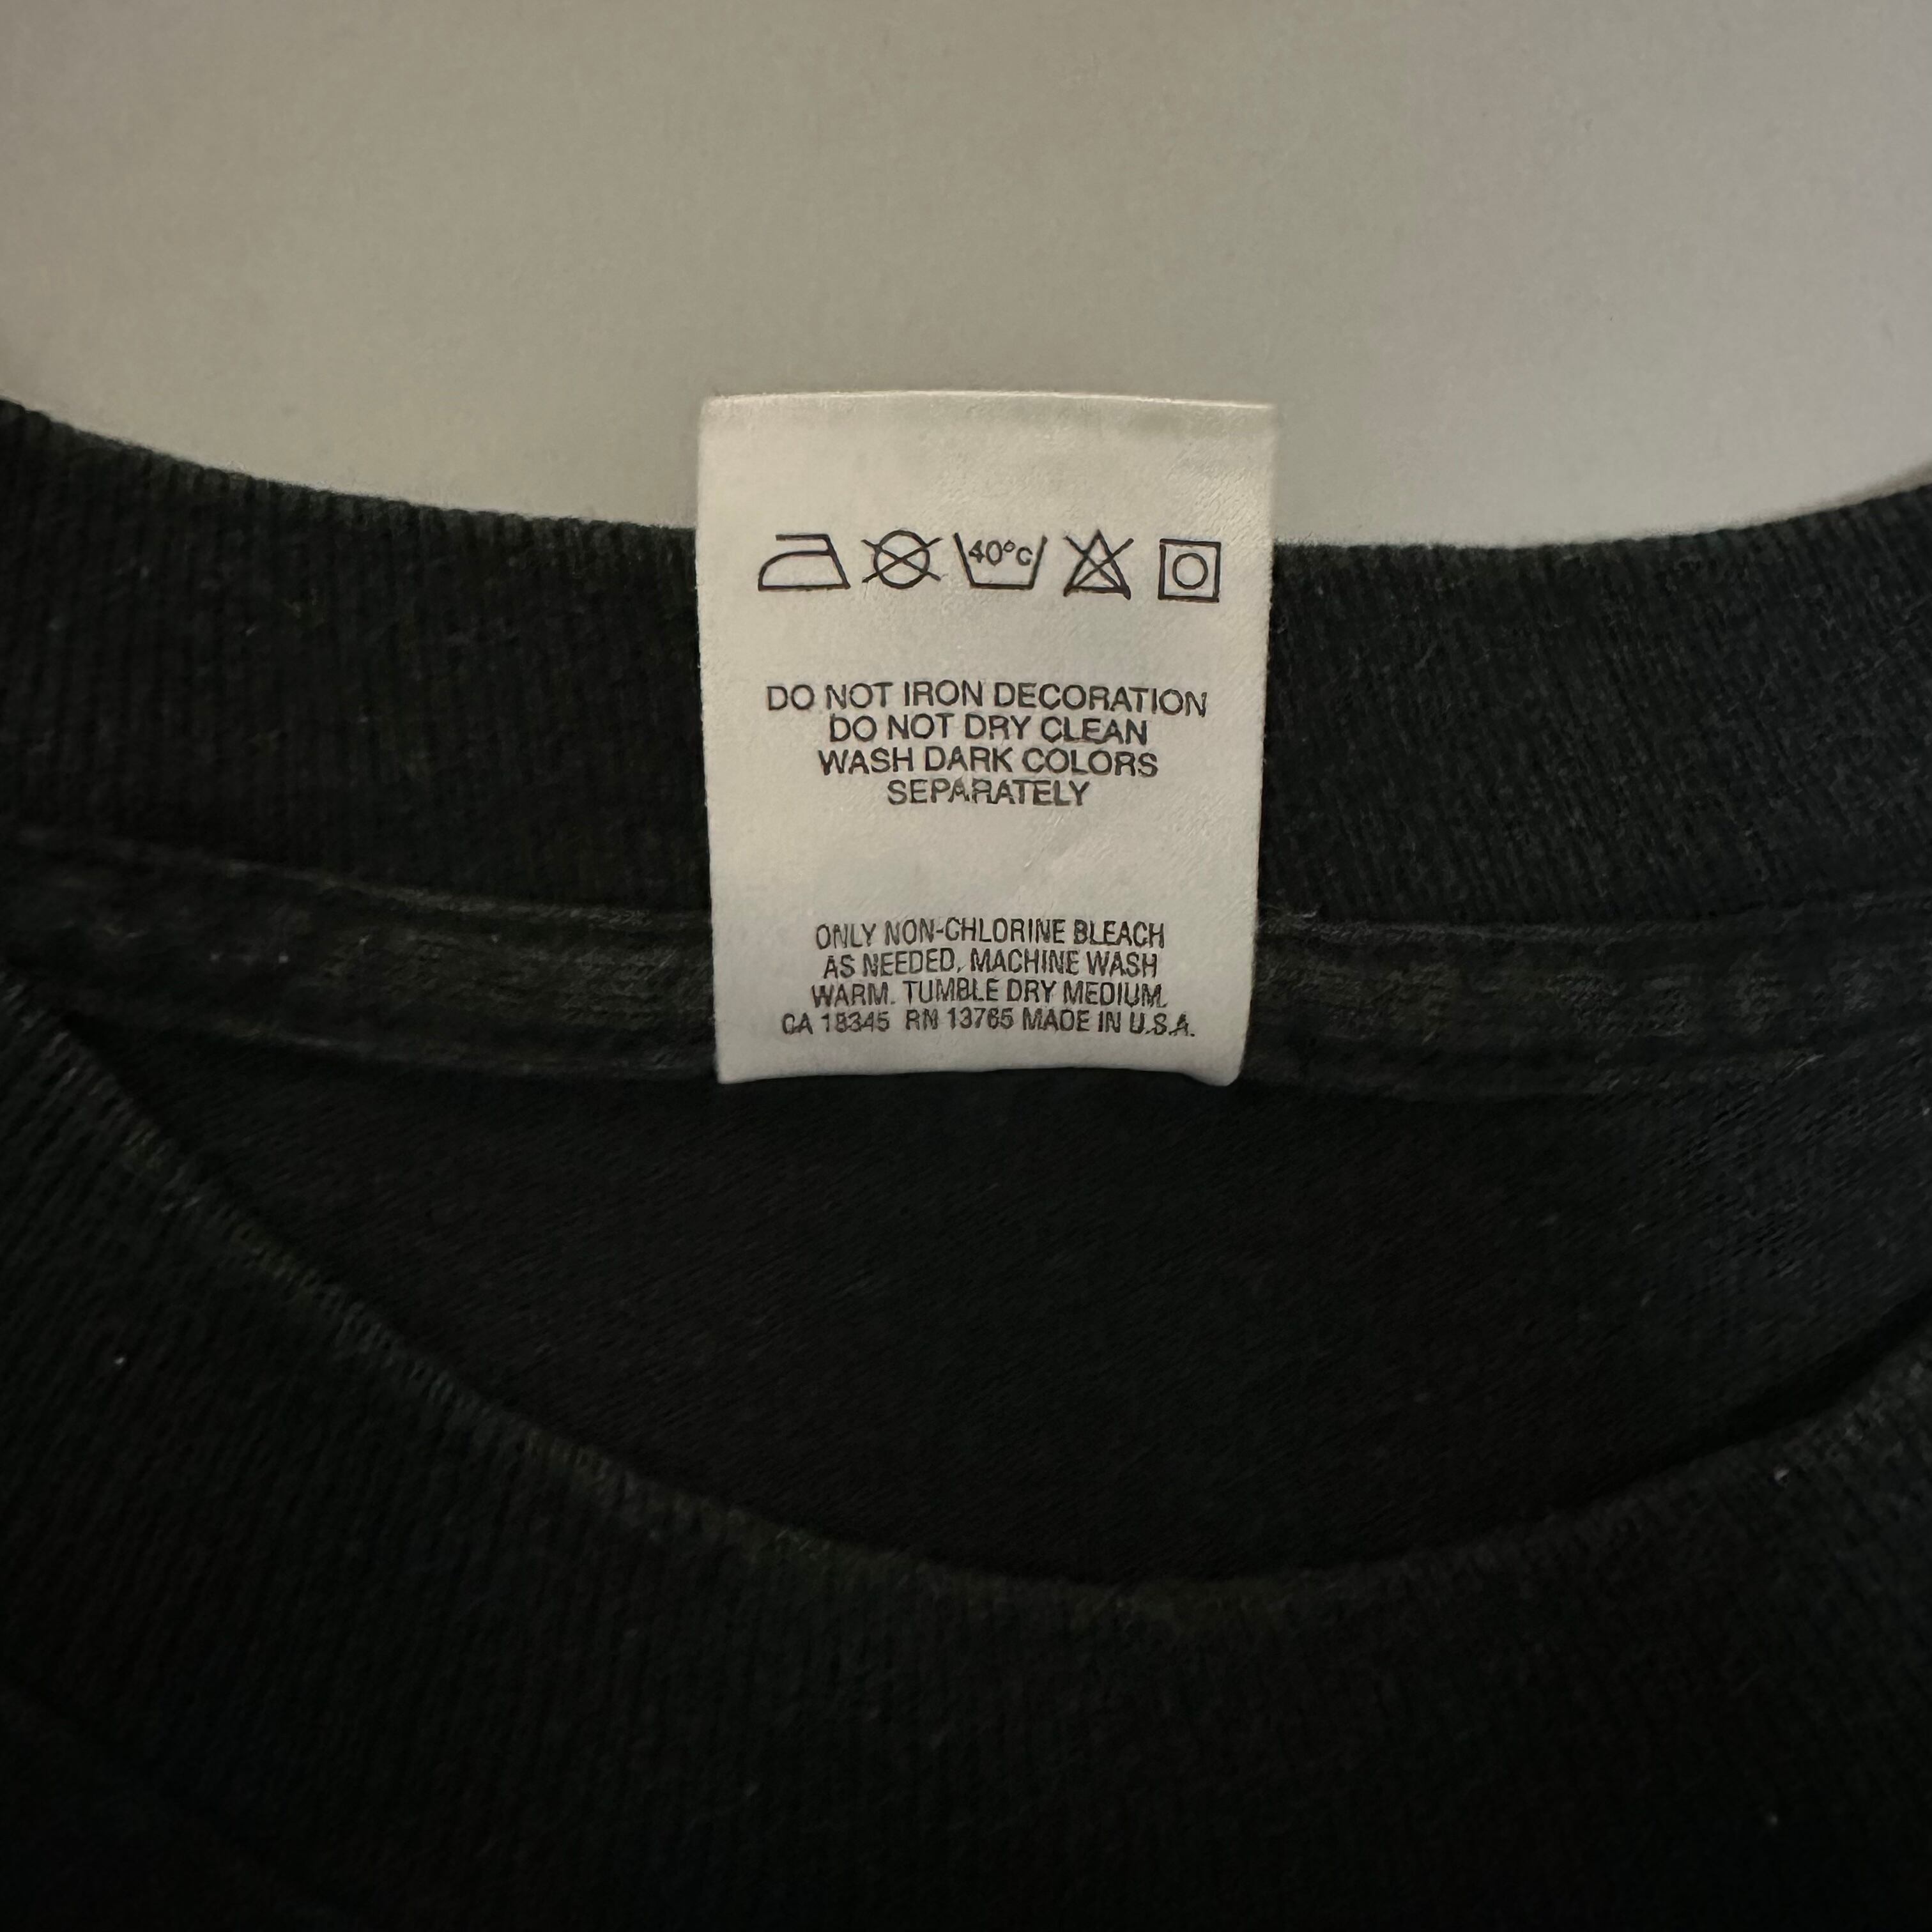 40°C
DO NOT IRON DECORATION
DO NOT DRY CLEAN
WASH DARK COLORS
SEPARATELY
ONLY NON-CHLORINE BLEACH
AS NEEDED, MACHINE WASH
WARM. TUMBLE DRY MEDIUM.
CA 18345 RN 13765 MADE IN U.S.A.